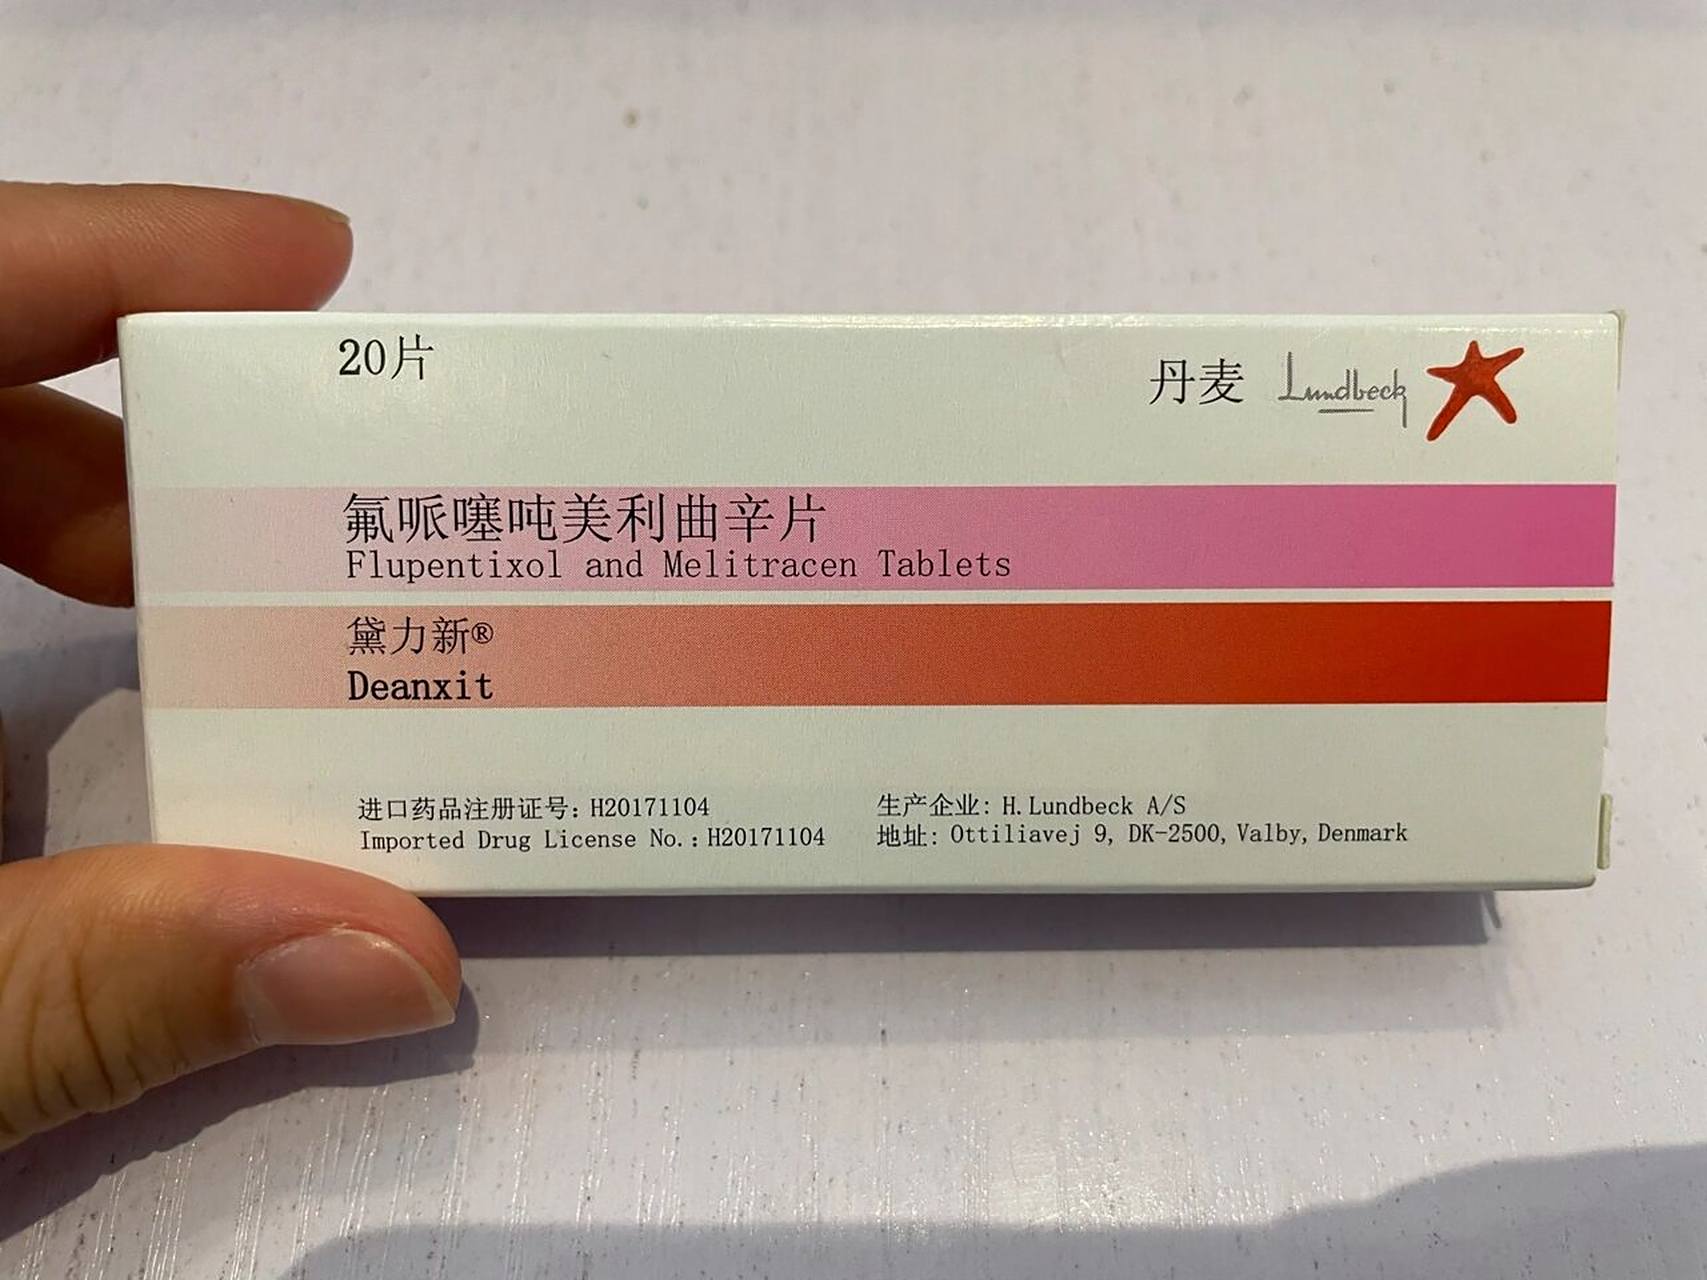 20片
丹麦 Lundbeck
氟哌噻吨美利曲辛片
Flupentixol and Melitracen Tablets
黛力新®
Deanxit
进口药品注册证号: H20171104
Imported Drug License No.: H20171104
生产企业: H.Lundbeck A/S
地址: Ottiliavej 9, DK-2500, Valby, Denmark